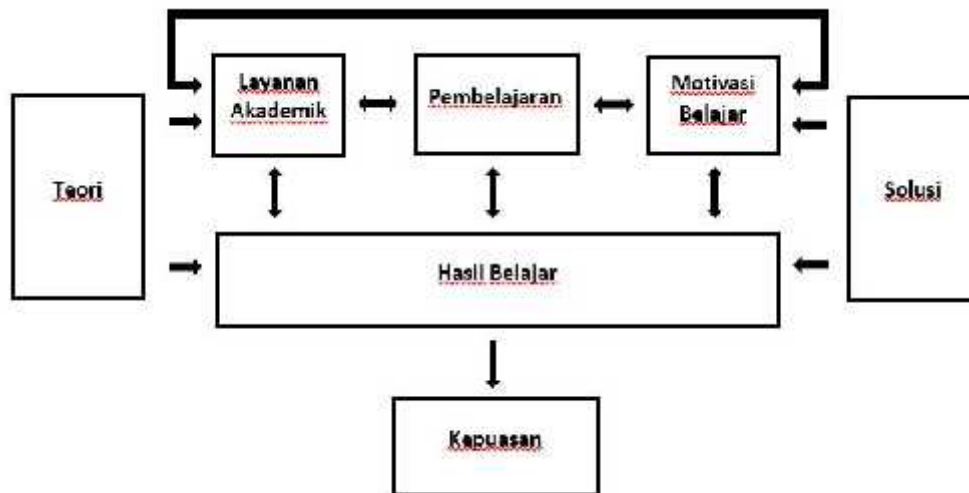 Layanan
Akademik
Pembelajaran
Motivasi
Belajar
Teori
Solusi
Hasil Belajar
Kepuasan